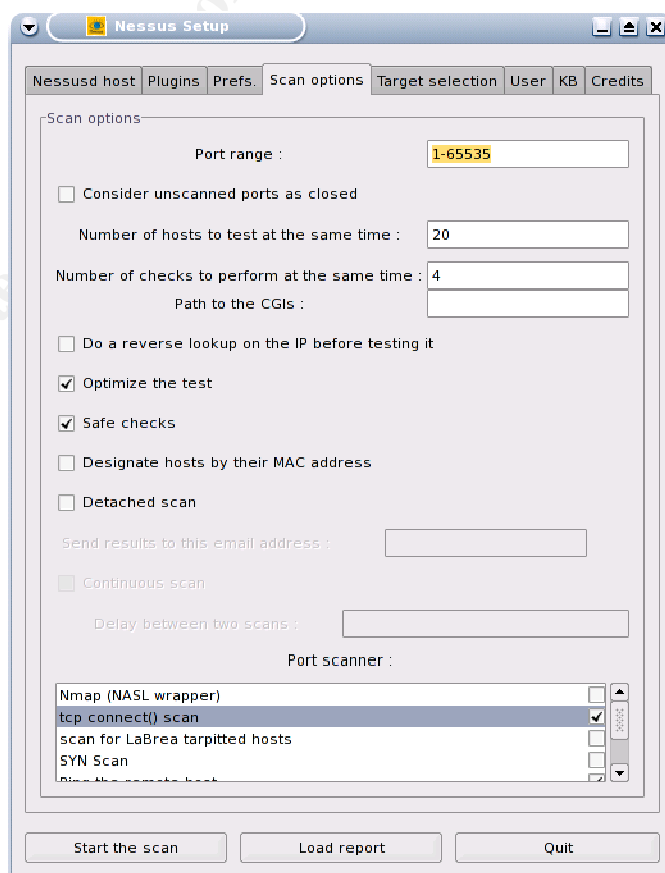 Nessus Setup
Nessusd host Plugins Prefs. Scan options Target selection User KB Credits
Scan options
Port range : 1-65535
Consider unscanned ports as closed
Number of hosts to test at the same time : 20
Number of checks to perform at the same time : 4
Path to the CGIs :
Do a reverse lookup on the IP before testing it
Optimize the test
Safe checks
Designate hosts by their MAC address
Detached scan
Send results to this email address :
Continuous scan
Delay between two scans :
Port scanner :
Nmap (NASL wrapper)
tcp connect() scan
scan for LaBrea tarpitted hosts
SYN Scan
Ping the remote host
Start the scan Load report Quit